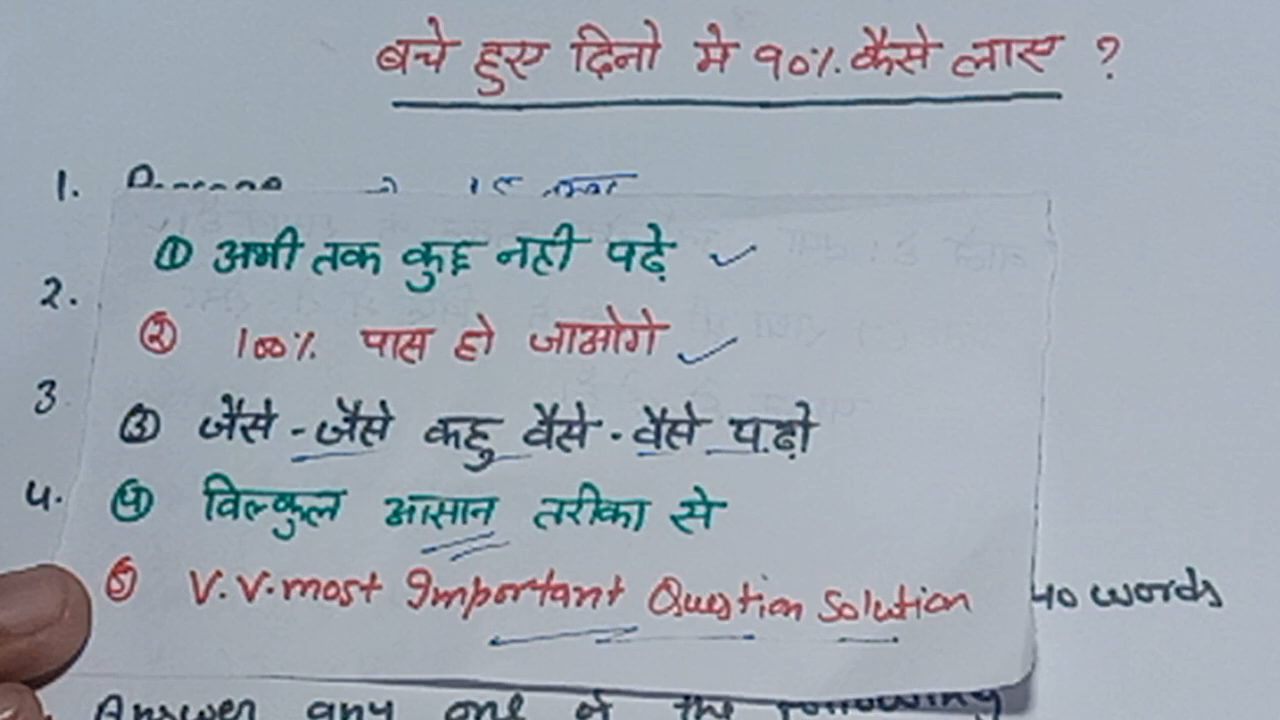 बचे हुए दिनो मे 90%. कैसे लाए ?
1.
① अभी तक कुछ नही पढ़े
2.
② 100% पास हो जाओगे
3.
③ जैसे - जैसे कहु वैसे - वैसे पढ़ो
4.
④ विल्कुल आसान तरीका से
⑤ V.V.most Important Question Solution
40 words
Answer any one of the following